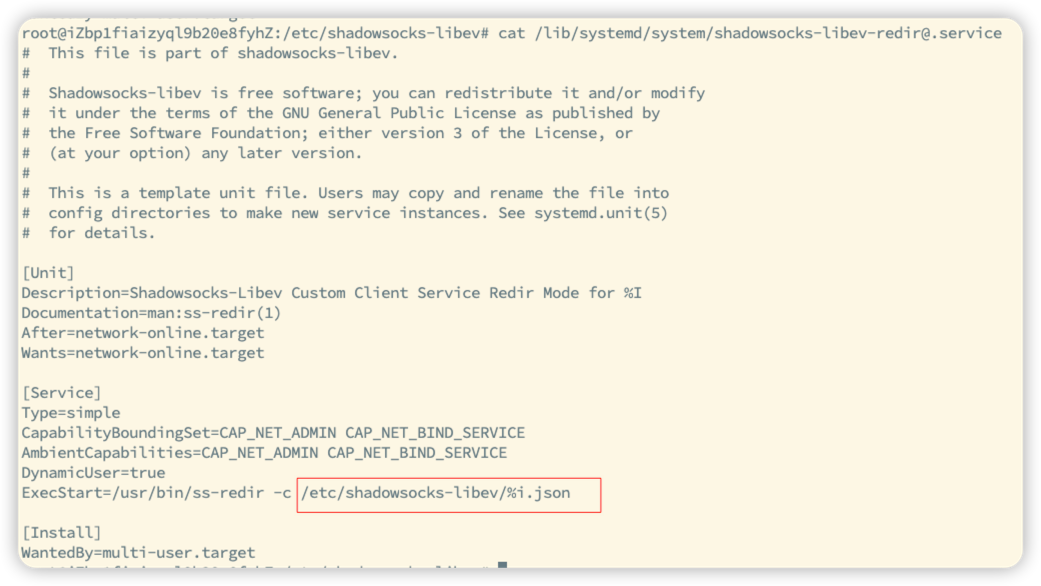 root@iZbp1fiaizyql9b20e8fyhZ:/etc/shadowsocks-libev# cat /lib/systemd/system/shadowsocks-libev-redir@.service
#  This file is part of shadowsocks-libev.
#
#  Shadowsocks-libev is free software; you can redistribute it and/or modify
#  it under the terms of the GNU General Public License as published by
#  the Free Software Foundation; either version 3 of the License, or
#  (at your option) any later version.
#
#  This is a template unit file. Users may copy and rename the file into
#  config directories to make new service instances. See systemd.unit(5)
#  for details.
[Unit]
Description=Shadowsocks-Libev Custom Client Service Redir Mode for %I
Documentation=man:ss-redir(1)
After=network-online.target
Wants=network-online.target
[Service]
Type=simple
CapabilityBoundingSet=CAP_NET_ADMIN CAP_NET_BIND_SERVICE
AmbientCapabilities=CAP_NET_ADMIN CAP_NET_BIND_SERVICE
DynamicUser=true
ExecStart=/usr/bin/ss-redir -c /etc/shadowsocks-libev/%i.json
[Install]
WantedBy=multi-user.target